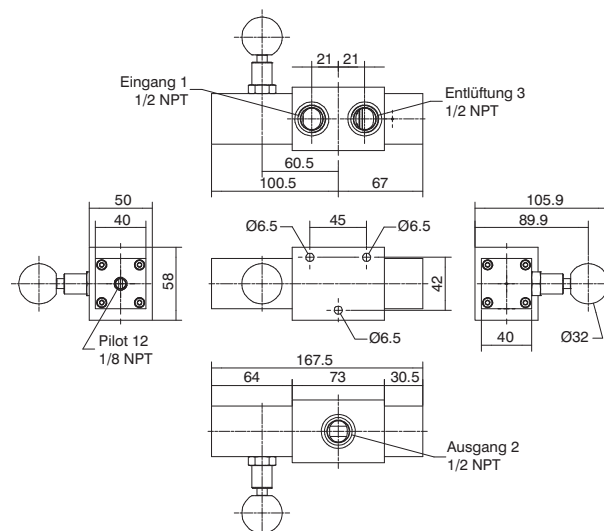 21 21
Eingang 1
1/2 NPT
Entlüftung 3
1/2 NPT
60.5
100.5 67
50
40
58
Pilot 12
1/8 NPT
Ø6.5 45 Ø6.5
42
Ø6.5
105.9
89.9
40
Ø32
167.5
64 73 30.5
Ausgang 2
1/2 NPT